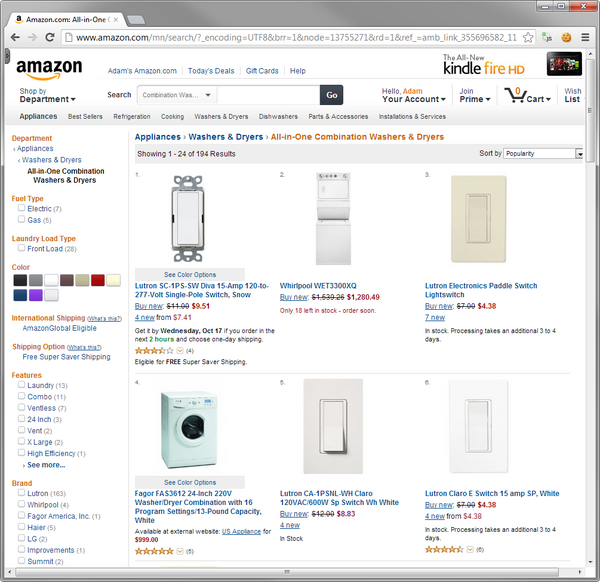 Amazon.com: All-in-One C
www.amazon.com/mn/search/?_encoding=UTF8&brr=1&node=13755271&rd=1&ref_=amb_link_355696582_11
amazon
Adam's Amazon.com
Today's Deals
Gift Cards
Help
The All-New
kindle fire HD
Shop by
Department
Search
Combination Was...
Go
Hello, Adam
Your Account
Join
Prime
0
Cart
Wish
List
Appliances
Best Sellers
Refrigeration
Cooking
Washers & Dryers
Dishwashers
Parts & Accessories
Installations & Services
Department
‹ Appliances
‹ Washers & Dryers
All-in-One Combination
Washers & Dryers
Fuel Type
Electric (7)
Gas (5)
Laundry Load Type
Front Load (28)
Color
International Shipping (What's this?)
AmazonGlobal Eligible
Shipping Option (What's this?)
Free Super Saver Shipping
Features
Laundry (13)
Combo (11)
Ventless (7)
24 Inch (3)
Vent (2)
X Large (2)
High Efficiency (1)
› See more...
Brand
Lutron (163)
Whirlpool (4)
Fagor America, Inc. (1)
Haier (5)
LG (2)
Improvements (1)
Summit (2)
Appliances › Washers & Dryers › All-in-One Combination Washers & Dryers
Showing 1 - 24 of 194 Results
Sort by Popularity
1.
See Color Options
Lutron SC-1PS-SW Diva 15-Amp 120-to-
277-Volt Single-Pole Switch, Snow
Buy new: $11.00 $9.51
4 new from $7.41
Get it by Wednesday, Oct 17 if you order in the
next 2 hours and choose one-day shipping.
(4)
Eligible for FREE Super Saver Shipping.
2.
Whirlpool WET3300XQ
Buy new: $1,539.26 $1,280.49
Only 18 left in stock - order soon.
3.
Lutron Electronics Paddle Switch
Lightswitch
Buy new: $7.00 $4.38
7 new
In stock. Processing takes an additional 3 to 4
days.
4.
See Color Options
Fagor FAS3612 24-Inch 220V
Washer/Dryer Combination with 16
Program Settings/13-Pound Capacity,
White
Available at external website: US Appliance for
$999.00
(5)
5.
Lutron CA-1PSNL-WH Claro
120VAC/600W Sp Switch Wh White
Buy new: $12.00 $8.83
4 new
In Stock
6.
Lutron Claro E Switch 15 amp SP, White
Buy new: $7.00 $4.38
4 new from $4.38
In stock. Processing takes an additional 3 to 4
days.
(6)